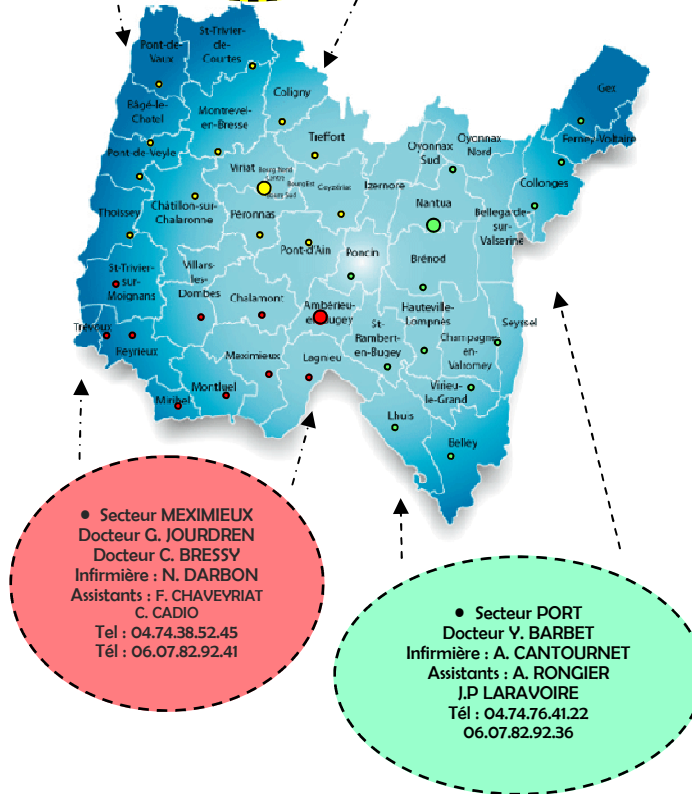 St-Trivier-
de-
Courtes
Pont-de-
Vaux
Gex
Coligny
Bâgé-le-
Chatel
Montrevel-
en-Bresse
Treffort
Oyonnax
Nord
Ferney-Voltaire
Oyonnax
Sud
Pont-de-Veyle
Viriat
Izernore
Collonges
Nantua
Thoissey
Châtillon-sur-
Chalaronne
Péronnas
Bellegarde-
sur-
Valserine
Pont-d'Ain
Poncin
Brénod
St-Trivier-
sur-
Moignans
Villars-
les-
Dombes
Chalamont
Ambérieu-
en-Bugey
Hauteville-
Lompnes
Seyssel
Trévoux
Reyrieux
St-
Rambert-
en-Bugey
Champagne-
en-
Valromey
Meximieux
Lagnieu
Montluel
Virieu-
le-Grand
Miribel
Lhuis
Belley
• Secteur MEXIMIEUX
Docteur G. JOURDREN
Docteur C. BRESSY
Infirmière : N. DARBON
Assistants : F. CHAVEYRIAT
C. CADIO
Tel : 04.74.38.52.45
Tél : 06.07.82.92.41
• Secteur PORT
Docteur Y. BARBET
Infirmière : A. CANTOURNET
Assistants : A. RONGIER
J.P LARAVOIRE
Tél : 04.74.76.41.22
06.07.82.92.36